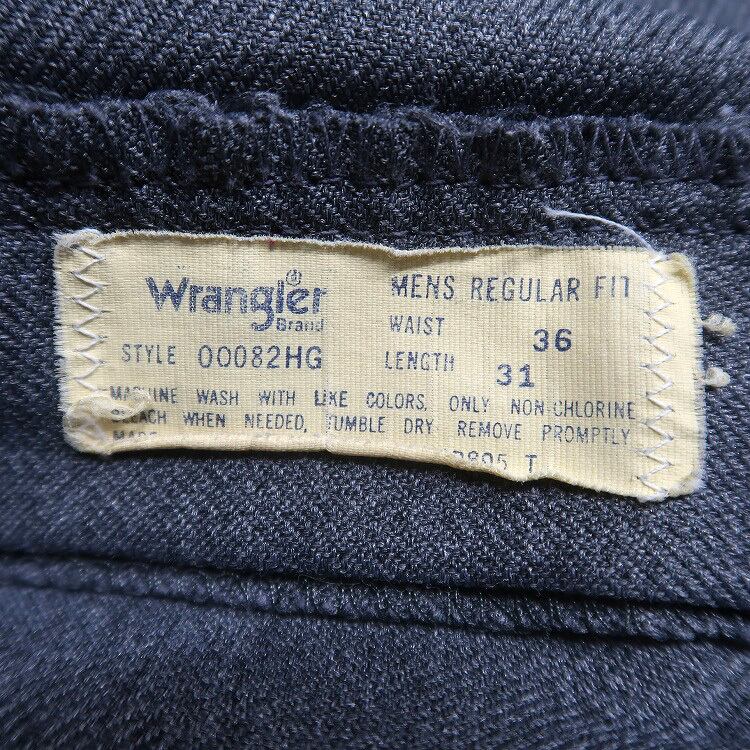 Wrangler®
Brand
MENS REGULAR FIT
WAIST 36
STYLE 00082HG
LENGTH 31
MACHINE WASH WITH LIKE COLORS, ONLY NON-CHLORINE
BLEACH WHEN NEEDED, TUMBLE DRY REMOVE PROMPTLY
T